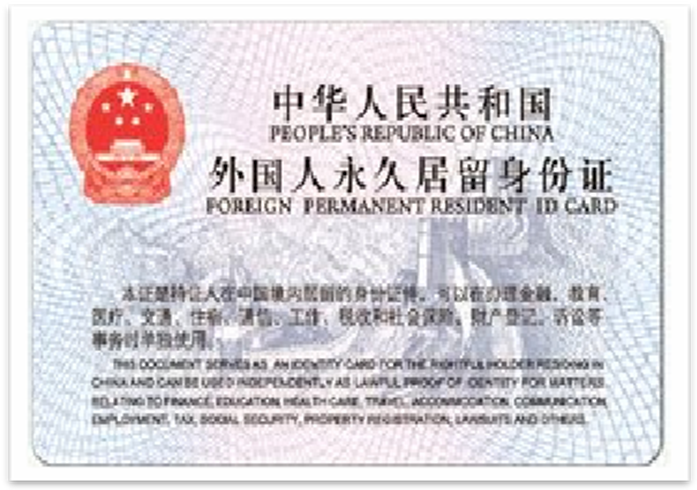 中华人民共和国
PEOPLE'S REPUBLIC OF CHINA
外国人永久居留身份证
FOREIGN PERMANENT RESIDENT ID CARD
本证是持证人在中国境内居留的身份证件，可以在办理金融、教育、
医疗、交通、住宿、通信、工作、税收和社会保险、财产登记、诉讼等
事务时单独使用。
THIS DOCUMENT SERVES AS AN IDENTITY CARD FOR THE RIGHTFUL HOLDER RESIDING IN
CHINA AND CAN BE USED INDEPENDENTLY AS LAWFUL PROOF OF IDENTITY FOR MATTERS
RELATING TO FINANCE, EDUCATION, HEALTH CARE, TRAVEL, ACCOMMODATION, COMMUNICATION,
EMPLOYMENT, TAX, SOCIAL SECURITY, PROPERTY REGISTRATION, LAWSUITS AND OTHERS.